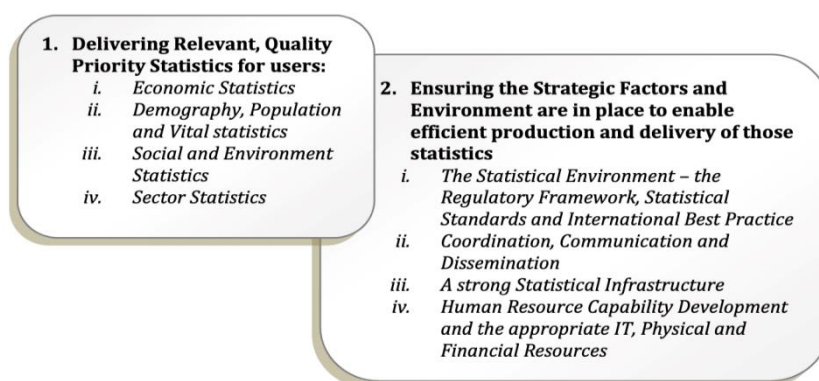 1. Delivering Relevant, Quality
Priority Statistics for users:
i. Economic Statistics
ii. Demography, Population
and Vital statistics
iii. Social and Environment
Statistics
iv. Sector Statistics
2. Ensuring the Strategic Factors and
Environment are in place to enable
efficient production and delivery of those
statistics
i. The Statistical Environment – the
Regulatory Framework, Statistical
Standards and International Best Practice
ii. Coordination, Communication and
Dissemination
iii. A strong Statistical Infrastructure
iv. Human Resource Capability Development
and the appropriate IT, Physical and
Financial Resources